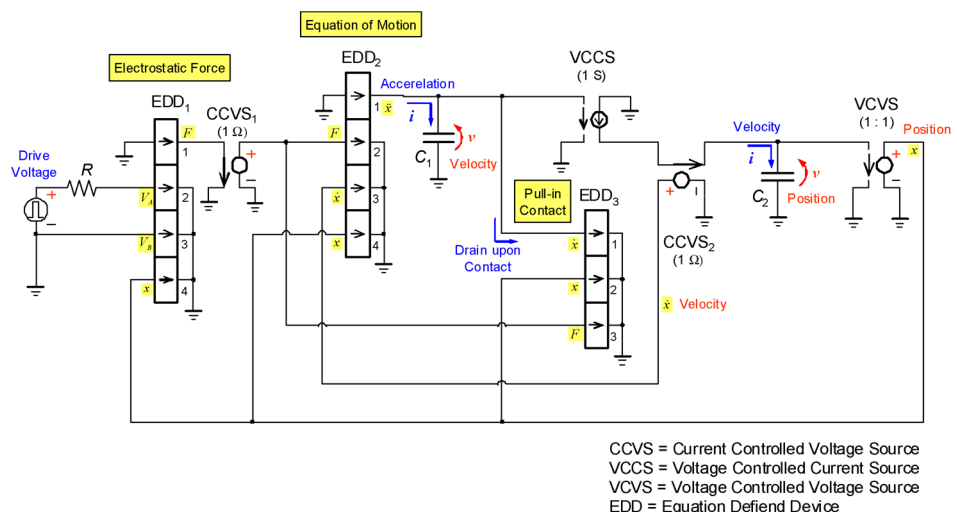 Equation of Motion
Electrostatic Force
EDD2
VCCS
(1 S)
Accerelation
EDD1
CCVS1
(1 Ω)
1
ẍ
i
v
C1
Velocity
F
1
F
2
Drive
Voltage
R
VA
2
ẋ
3
VB
3
x
4
x
4
Pull-in
Contact
EDD3
Drain upon
Contact
ẋ
1
x
2
F
3
Velocity
i
v
C2
Position
VCVS
(1 : 1)
Position
x
CCVS2
(1 Ω)
ẋ Velocity
CCVS = Current Controlled Voltage Source
VCCS = Voltage Controlled Current Source
VCVS = Voltage Controlled Voltage Source
EDD = Equation Defiend Device